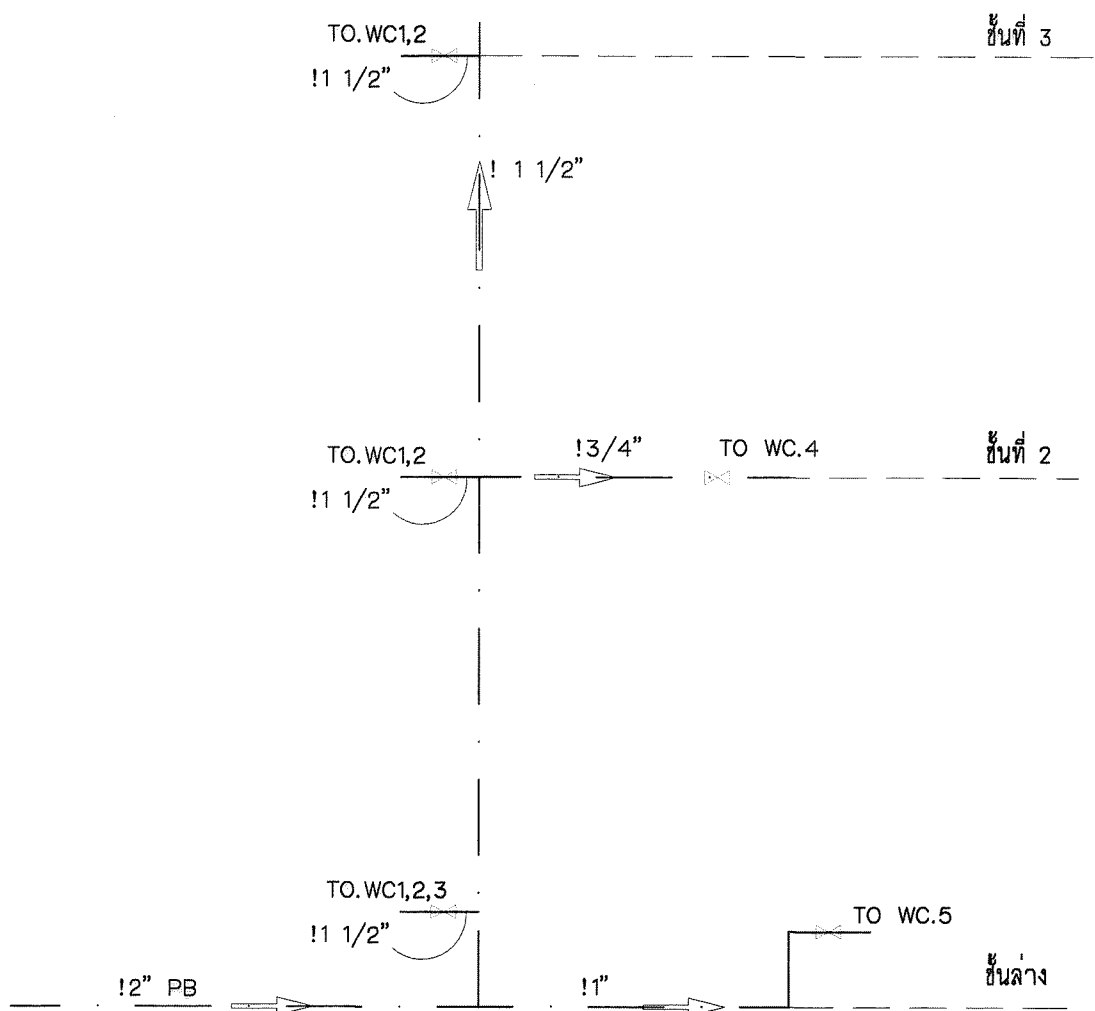 TO.WC1,2
ชั้นที่ 3
!1 1/2"
! 1 1/2"
TO.WC1,2
!3/4"
TO WC.4
ชั้นที่ 2
!1 1/2"
TO.WC1,2,3
TO WC.5
!1 1/2"
ชั้นล่าง
!2" PB
!1"